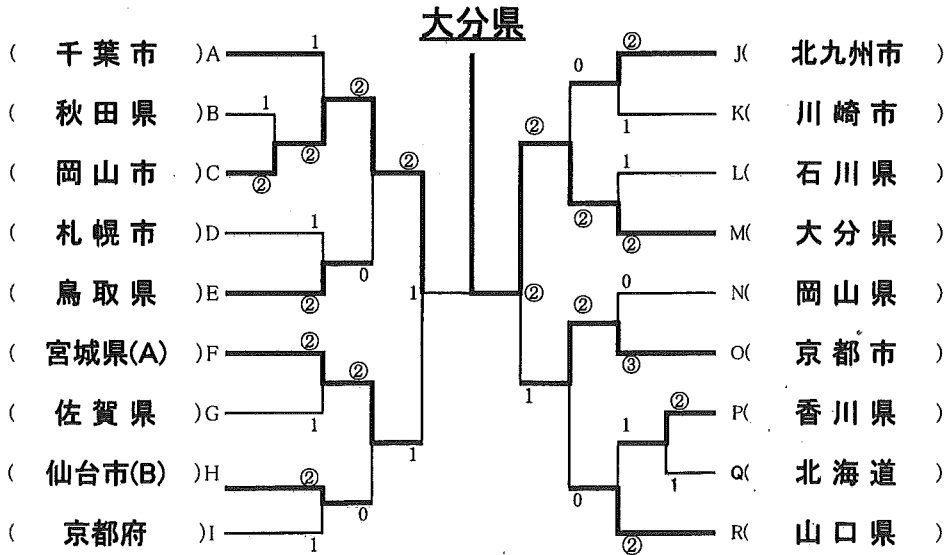 大分県
( 千葉市 )A 1
( 秋田県 )B 1
( 岡山市 )C ②
②
②
( 札幌市 )D 1
( 鳥取県 )E ②
0
②
( 宮城県(A) )F ②
( 佐賀県 )G 1
②
( 仙台市(B) )H ②
( 京都府 )I 1
0
1
1
② J( 北九州市 )
1 K( 川崎市 )
0
1 L( 石川県 )
② M( 大分県 )
②
②
0 N( 岡山県 )
③ O( 京都市 )
②
② P( 香川県 )
1 Q( 北海道 )
1
② R( 山口県 )
0
1
②